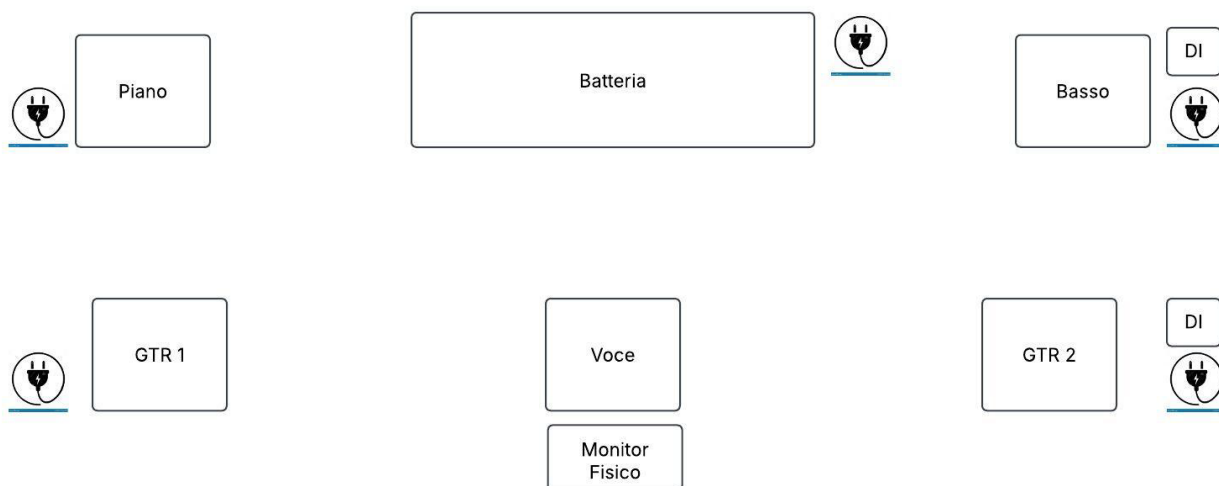 Piano
Batteria
Basso
DI
GTR 1
Voce
GTR 2
DI
Monitor
Fisico